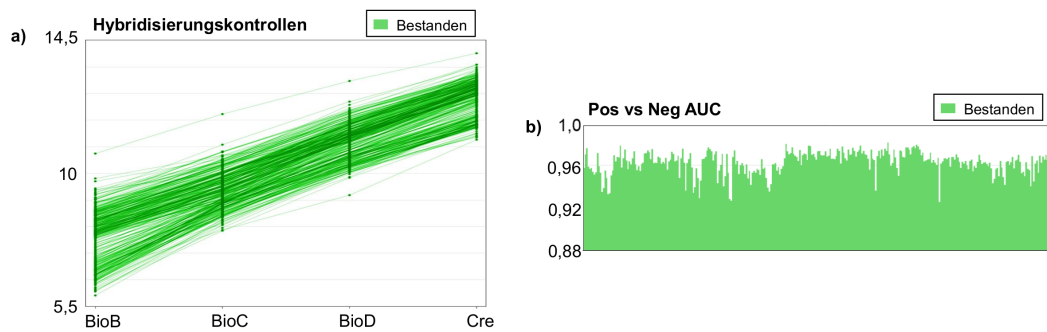 a)
Hybridisierungskontrollen
Bestanden
14,5
10
5,5
BioB BioC BioD Cre
b)
Pos vs Neg AUC
Bestanden
1,0
0,96
0,92
0,88